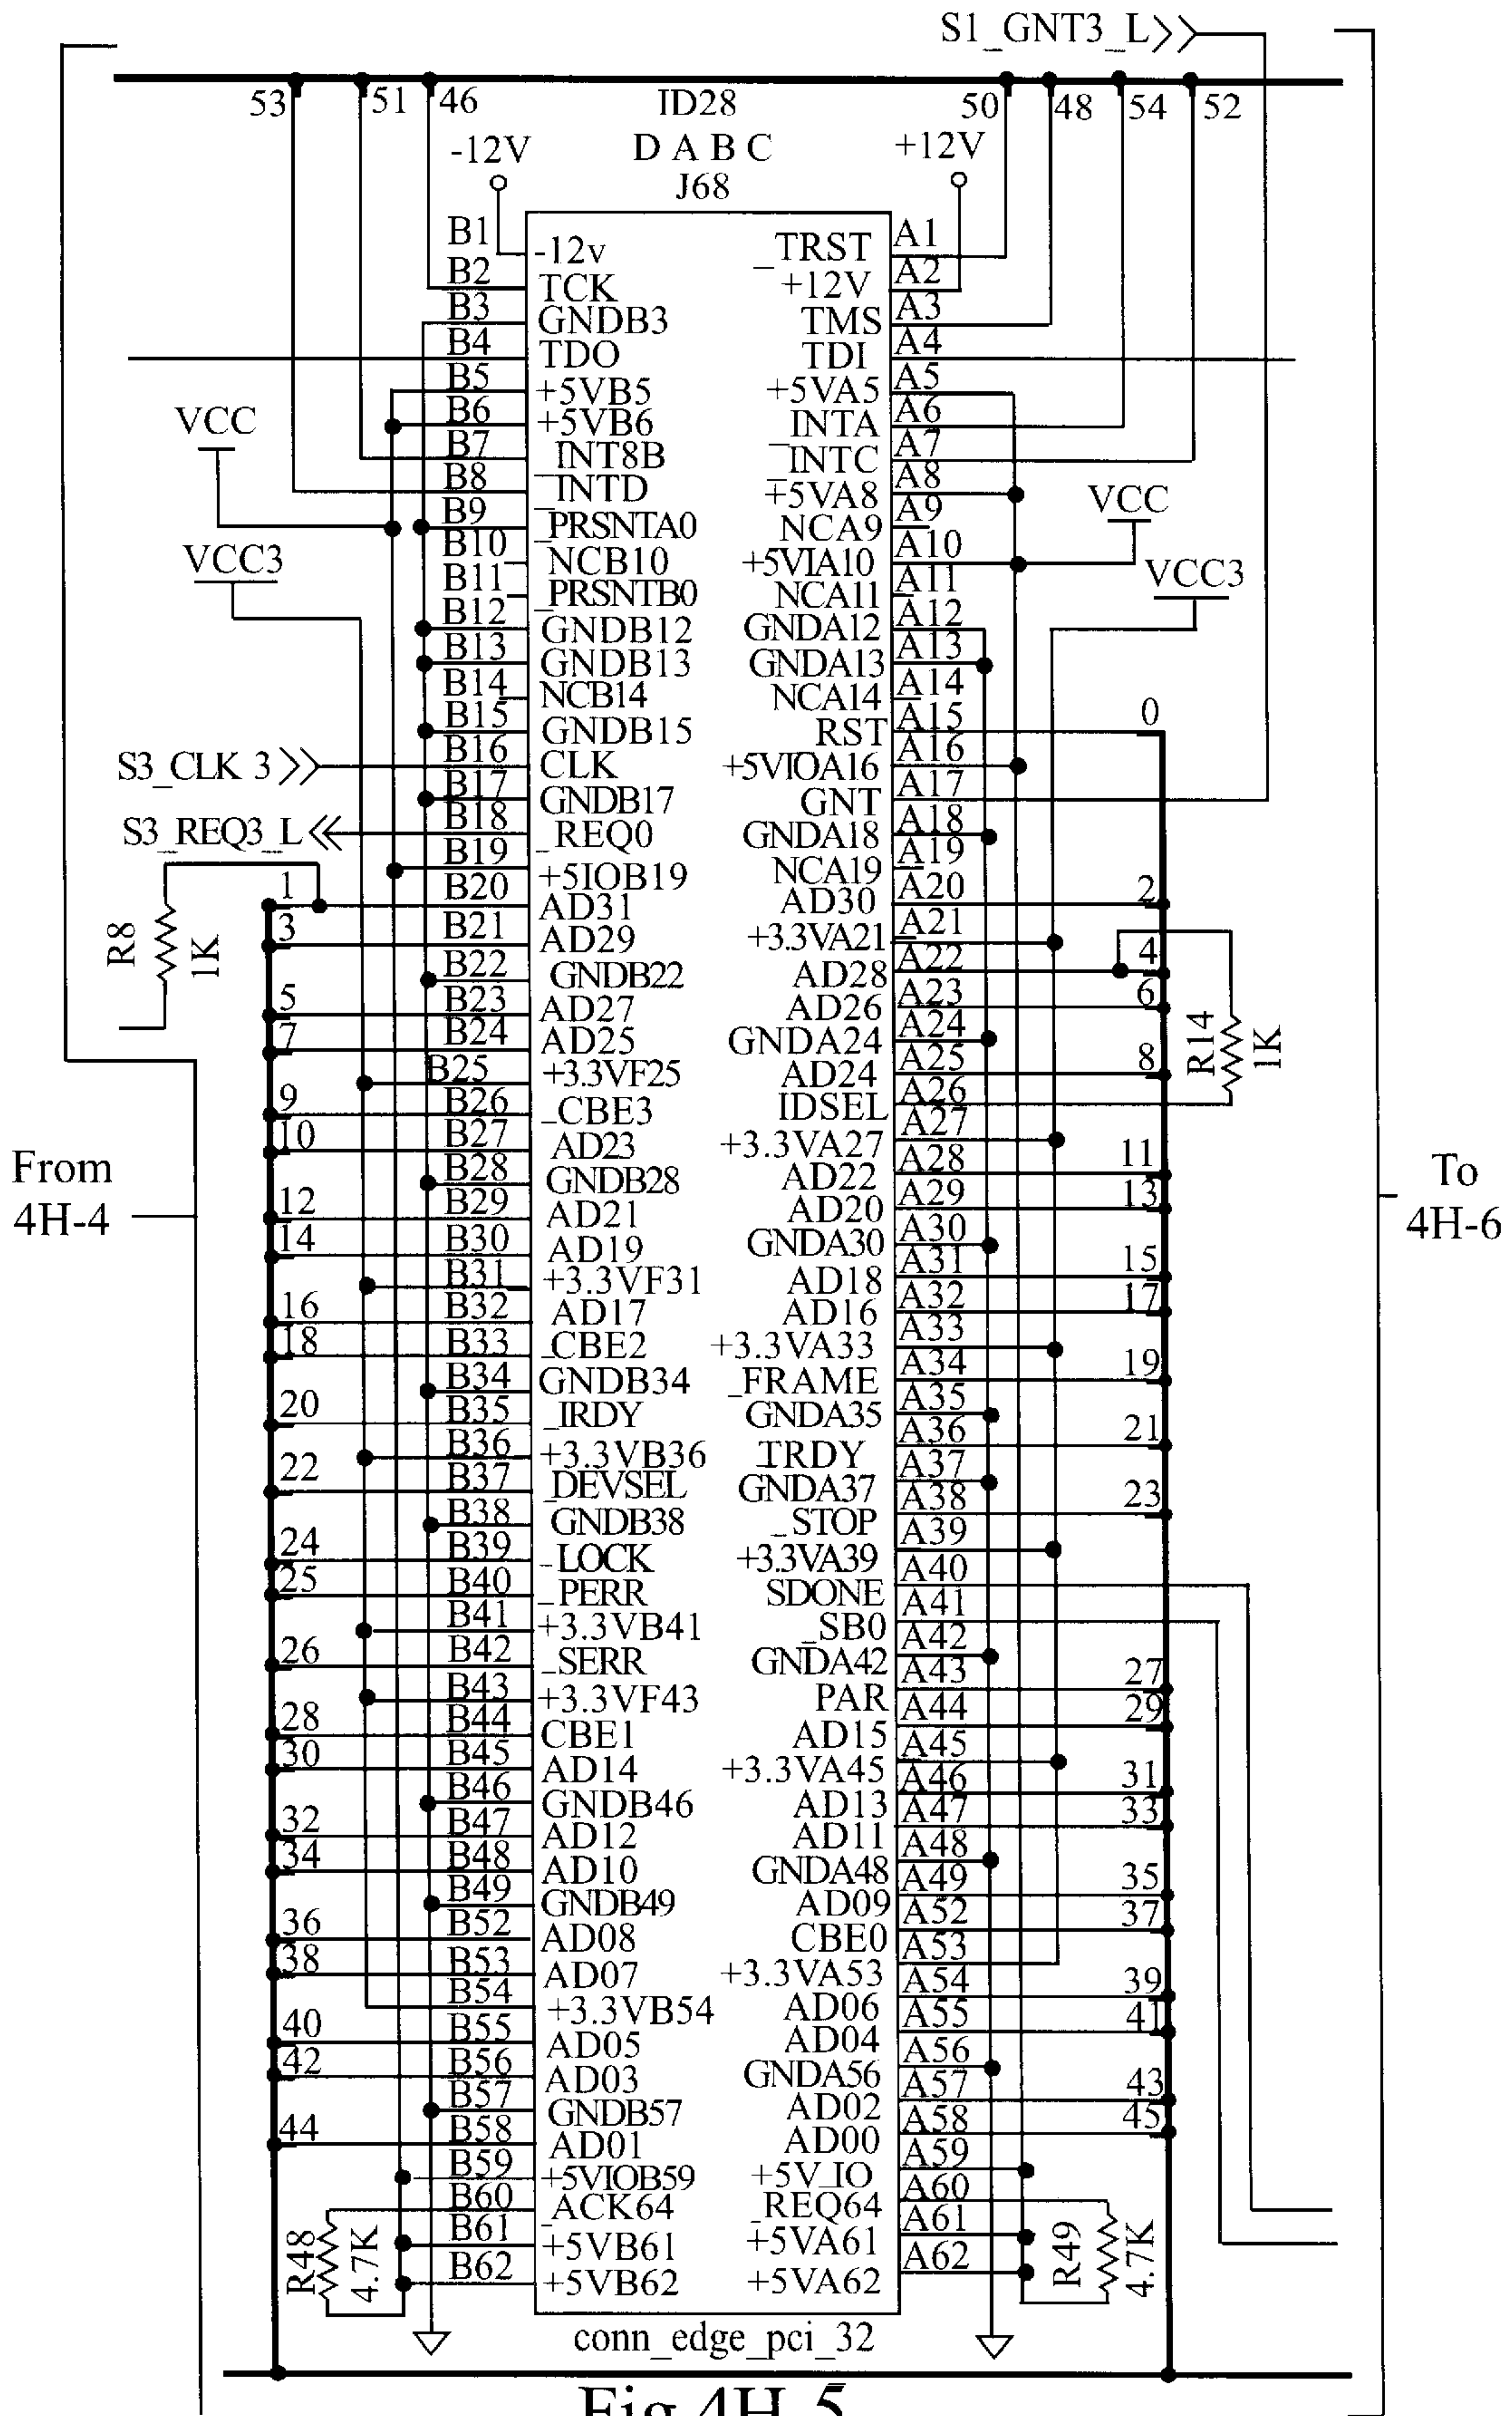 S1_GNT3_L
53 51 46 ID28 50 48 54 52
-12V D A B C +12V
J68
B1 -12v _TRST A1
B2 TCK +12V A2
B3 GNDB3 TMS A3
B4 TDO TDI A4
B5 +5VB5 +5VA5 A5
VCC B6 +5VB6 _INTA A6
B7 _INT8B _INTC A7
B8 _INTD +5VA8 A8 VCC
B9 _PRSNTA0 NCA9 A9
VCC3 B10 NCB10 +5VIA10 A10 VCC3
B11 _PRSNTB0 NCA11 A11
B12 GNDB12 GNDA12 A12
B13 GNDB13 GNDA13 A13
B14 NCB14 NCA14 A14
B15 GNDB15 RST A15 0
S3_CLK 3 B16 CLK +5VIOA16 A16
B17 GNDB17 GNT A17
S3_REQ3_L B18 _REQ0 GNDA18 A18
B19 +5IOB19 NCA19 A19
1 B20 AD31 AD30 A20 2
R8 1K 3 B21 AD29 +3.3VA21 A21
B22 GNDB22 AD28 A22 4
5 B23 AD27 AD26 A23 6
7 B24 AD25 GNDA24 A24 R14 1K
B25 +3.3VF25 AD24 A25 8
9 B26 _CBE3 IDSEL A26
10 B27 AD23 +3.3VA27 A27
From B28 GNDB28 AD22 A28 11 To
4H-4 12 B29 AD21 AD20 A29 13 4H-6
14 B30 AD19 GNDA30 A30
B31 +3.3VF31 AD18 A31 15
16 B32 AD17 AD16 A32 17
18 B33 _CBE2 +3.3VA33 A33
B34 GNDB34 _FRAME A34 19
20 B35 _IRDY GNDA35 A35
B36 +3.3VB36 _TRDY A36 21
22 B37 _DEVSEL GNDA37 A37
B38 GNDB38 _STOP A38 23
24 B39 _LOCK +3.3VA39 A39
25 B40 _PERR SDONE A40
B41 +3.3VB41 _SB0 A41
26 B42 _SERR GNDA42 A42
B43 +3.3VF43 PAR A43 27
28 B44 CBE1 AD15 A44 29
30 B45 AD14 +3.3VA45 A45
B46 GNDB46 AD13 A46 31
32 B47 AD12 AD11 A47 33
34 B48 AD10 GNDA48 A48
B49 GNDB49 AD09 A49 35
36 B52 AD08 CBE0 A52 37
38 B53 AD07 +3.3VA53 A53
B54 +3.3VB54 AD06 A54 39
40 B55 AD05 AD04 A55 41
42 B56 AD03 GNDA56 A56
B57 GNDB57 AD02 A57 43
44 B58 AD01 AD00 A58 45
B59 +5VIOB59 +5V_IO A59
B60 _ACK64 _REQ64 A60
R48 4.7K B61 +5VB61 +5VA61 A61 R49 4.7K
B62 +5VB62 +5VA62 A62
conn_edge_pci_32
Fig 4H-5